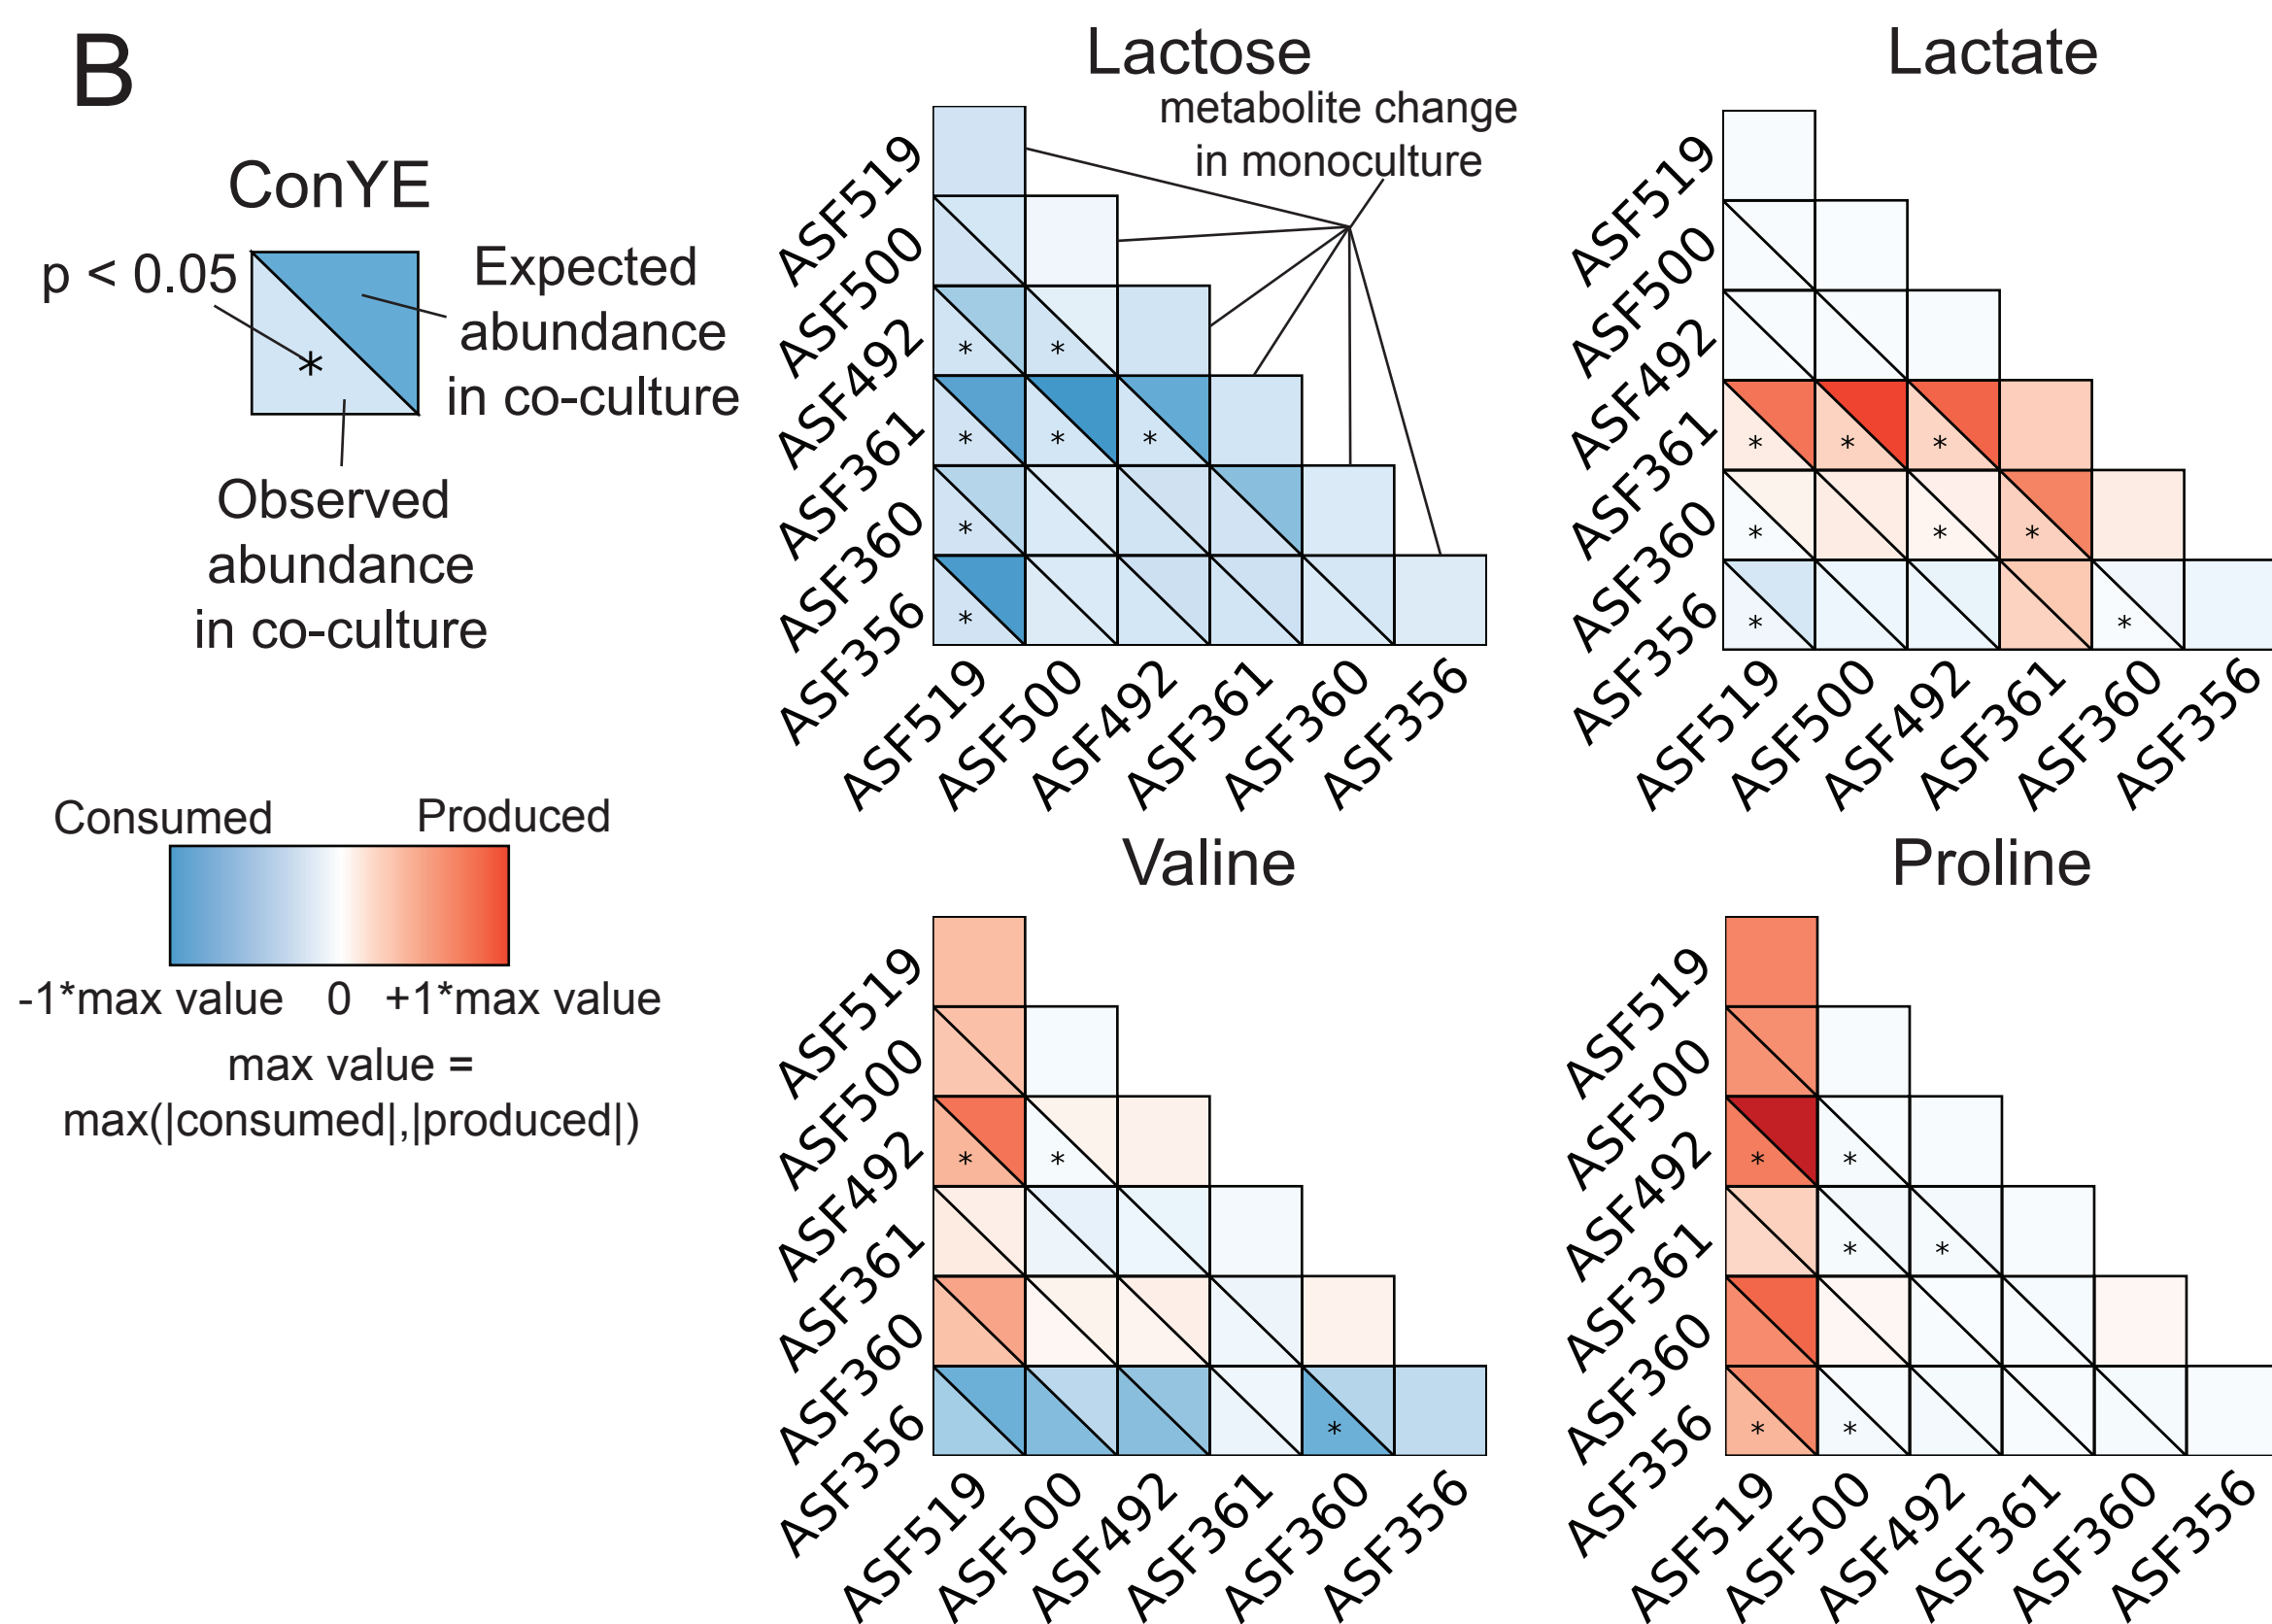 B
ConYE
p < 0.05
*
Expected
abundance
in co-culture
Observed
abundance
in co-culture
Consumed
Produced
-1*max value
0
+1*max value
max value =
max(|consumed|,|produced|)
Lactose
metabolite change
in monoculture
ASF519
ASF500
ASF492
* *
ASF361
* * *
ASF360
*
ASF356
*
ASF519 ASF500 ASF492 ASF361 ASF360 ASF356
Lactate
ASF519
ASF500
ASF492
ASF361
* * *
ASF360
* * *
ASF356
* *
ASF519 ASF500 ASF492 ASF361 ASF360 ASF356
Valine
ASF519
ASF500
ASF492
* *
ASF361
ASF360
ASF356
*
ASF519 ASF500 ASF492 ASF361 ASF360 ASF356
Proline
ASF519
ASF500
ASF492
* *
ASF361
* *
ASF360
ASF356
* *
ASF519 ASF500 ASF492 ASF361 ASF360 ASF356